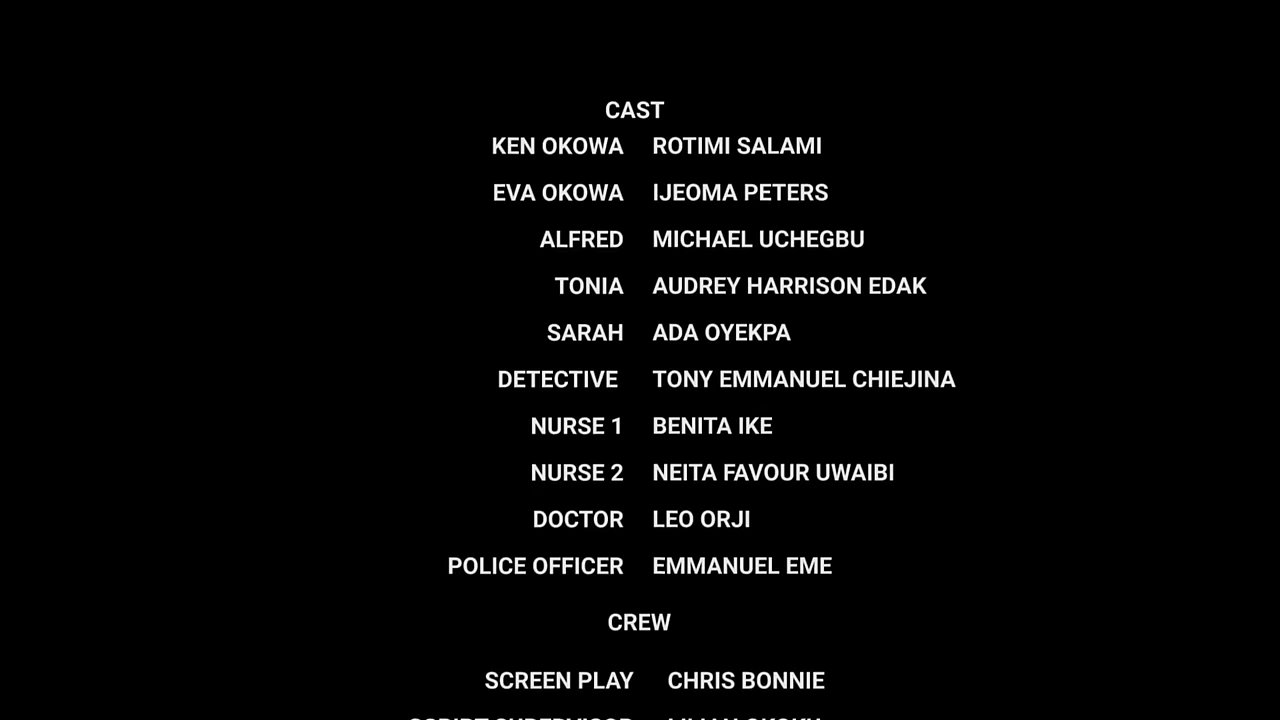 CAST
KEN OKOWA ROTIMI SALAMI
EVA OKOWA IJEOMA PETERS
ALFRED MICHAEL UCHEGBU
TONIA AUDREY HARRISON EDAK
SARAH ADA OYEKPA
DETECTIVE TONY EMMANUEL CHIEJINA
NURSE 1 BENITA IKE
NURSE 2 NEITA FAVOUR UWAIBI
DOCTOR LEO ORJI
POLICE OFFICER EMMANUEL EME
CREW
SCREEN PLAY CHRIS BONNIE